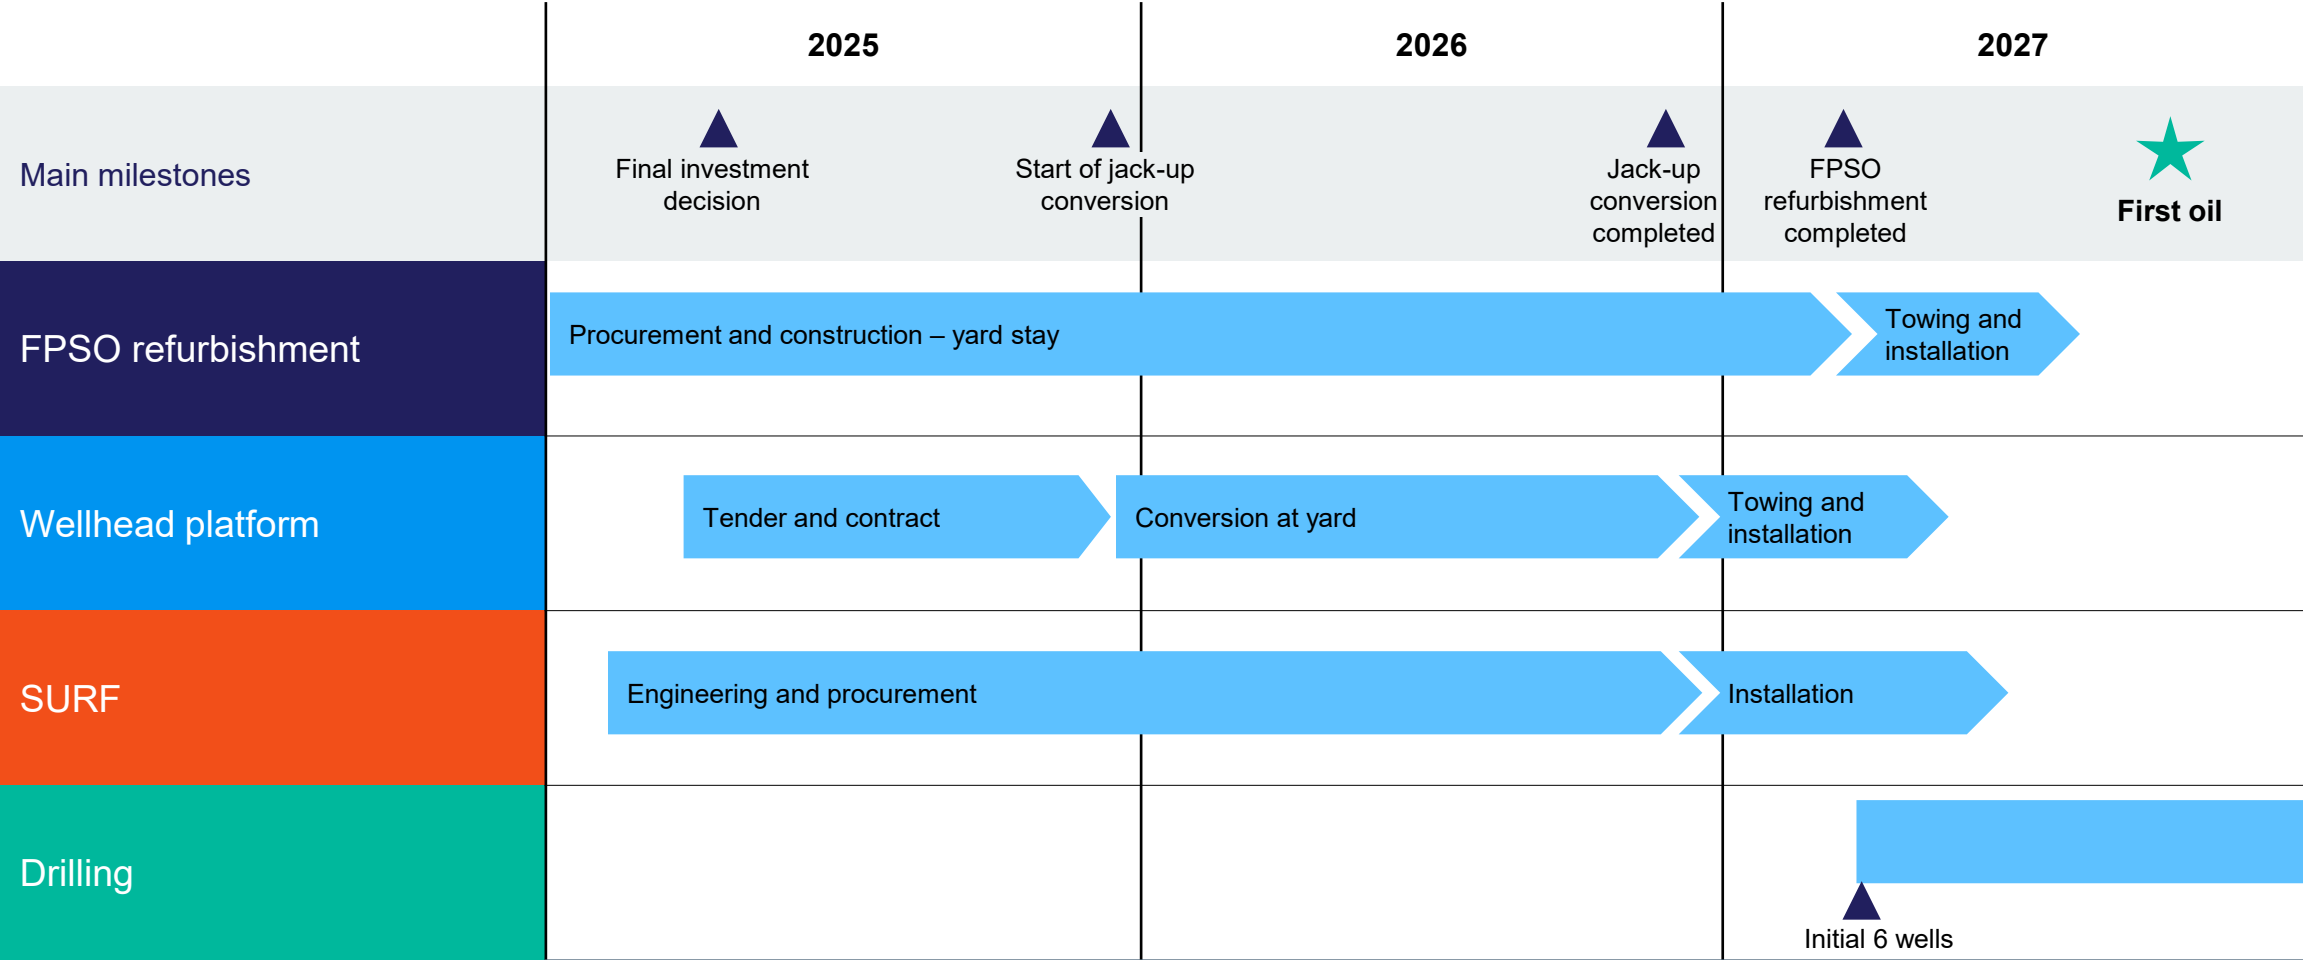 2025
2026
2027
Main milestones
Final investment
decision
Start of jack-up
conversion
Jack-up
conversion
completed
FPSO
refurbishment
completed
First oil
FPSO refurbishment
Procurement and construction – yard stay
Towing and
installation
Wellhead platform
Tender and contract
Conversion at yard
Towing and
installation
SURF
Engineering and procurement
Installation
Drilling
Initial 6 wells